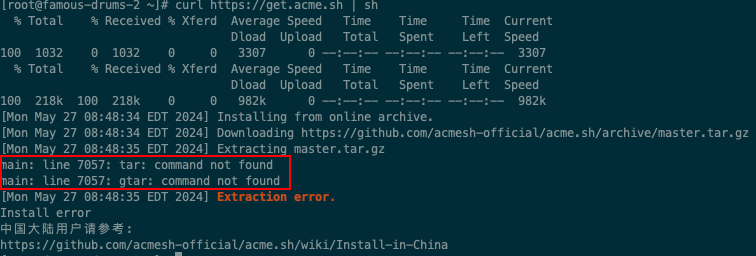 [root@famous-drums-2 ~]# curl https://get.acme.sh | sh
% Total % Received % Xferd Average Speed Time Time Time Current
Dload Upload Total Spent Left Speed
100 1032 0 1032 0 0 3307 0 --:--:-- --:--:-- --:--:-- 3307
% Total % Received % Xferd Average Speed Time Time Time Current
Dload Upload Total Spent Left Speed
100 218k 100 218k 0 0 982k 0 --:--:-- --:--:-- --:--:-- 982k
[Mon May 27 08:48:34 EDT 2024] Installing from online archive.
[Mon May 27 08:48:34 EDT 2024] Downloading https://github.com/acmesh-official/acme.sh/archive/master.tar.gz
[Mon May 27 08:48:35 EDT 2024] Extracting master.tar.gz
main: line 7057: tar: command not found
main: line 7057: gtar: command not found
[Mon May 27 08:48:35 EDT 2024] Extraction error.
Install error
中国大陆用户请参考:
https://github.com/acmesh-official/acme.sh/wiki/Install-in-China